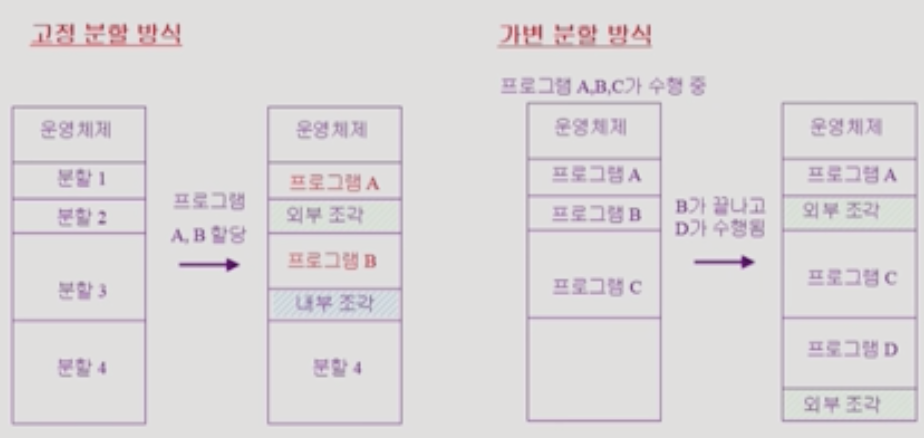 고정 분할 방식
운영체제
분할 1
분할 2
분할 3
분할 4
프로그램
A, B 할당
운영체제
프로그램 A
외부 조각
프로그램 B
내부 조각
분할 4
가변 분할 방식
프로그램 A,B,C가 수행 중
운영체제
프로그램 A
프로그램 B
프로그램 C
B가 끝나고
D가 수행됨
운영체제
프로그램 A
외부 조각
프로그램 C
프로그램 D
외부 조각